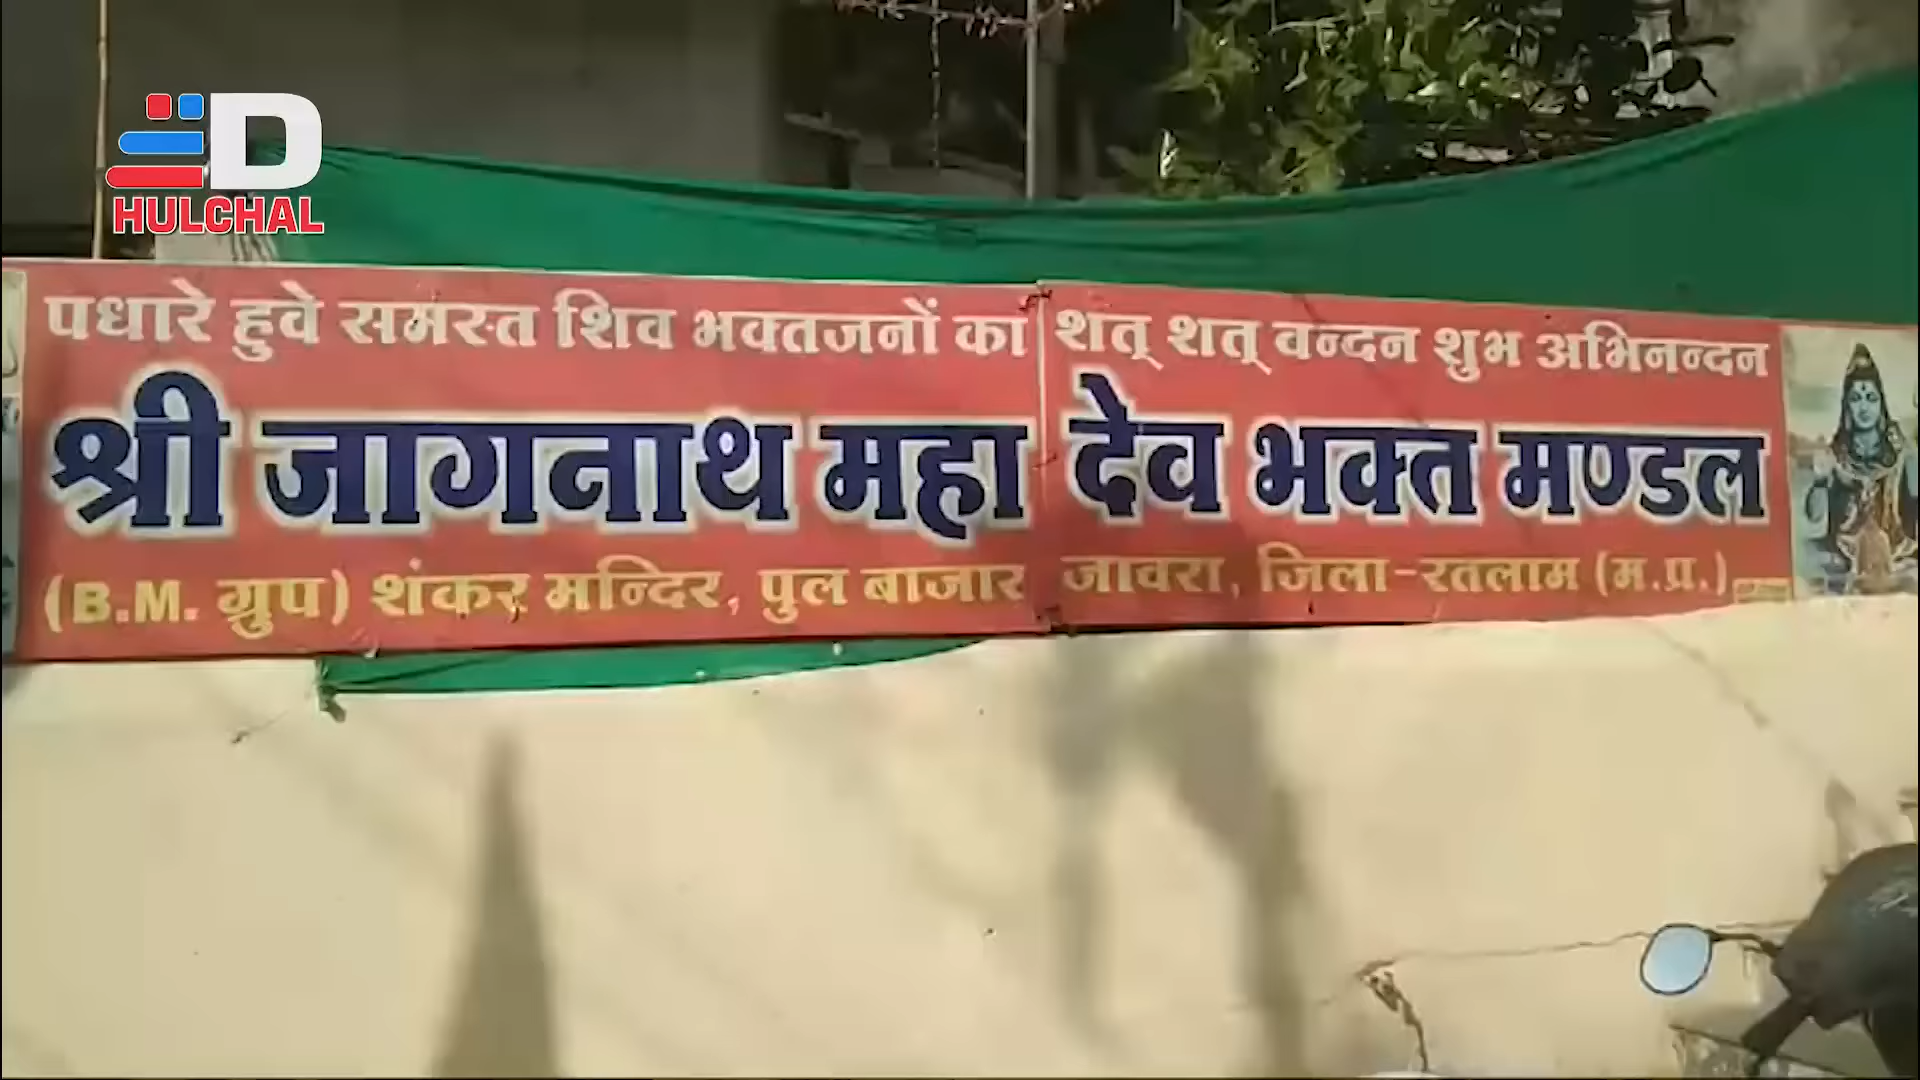 D
HULCHAL
पधारे हुवे समस्त शिव भक्तजनों का शत् शत् वन्दन शुभ अभिनन्दन
श्री जागनाथ महा देव भक्त मण्डल
(B.M. ग्रुप) शंकर मन्दिर, पुल बाजार जावरा, जिला-रतलाम (म.प्र.)